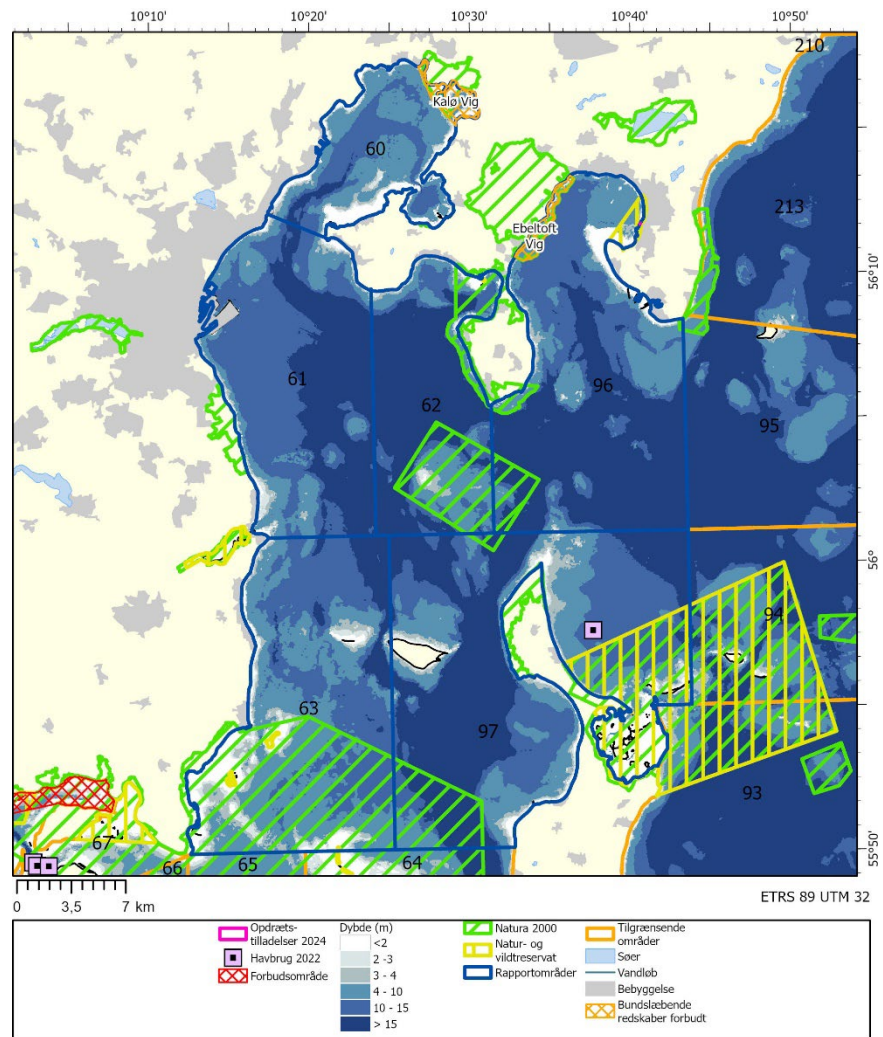 10°10' 10°20' 10°30' 10°40' 10°50'
210
Kalø Vig
60
213
Ebeltoft
Vig
56°10'
61
62
96
95
56°0'
94
63
97
93
67
66
65
64
55°50'
0 3,5 7 km
ETRS 89 UTM 32
Opdræts-
tilladelser 2024
Havbrug 2022
Forbudsområde
Dybde (m)
<2
2 -3
3 - 4
4 - 10
10 - 15
> 15
Natura 2000
Natur- og
vildtreservat
Rapportområder
Tilgrænsende
områder
Søer
Vandløb
Bebyggelse
Bundslæbende
redskaber forbudt